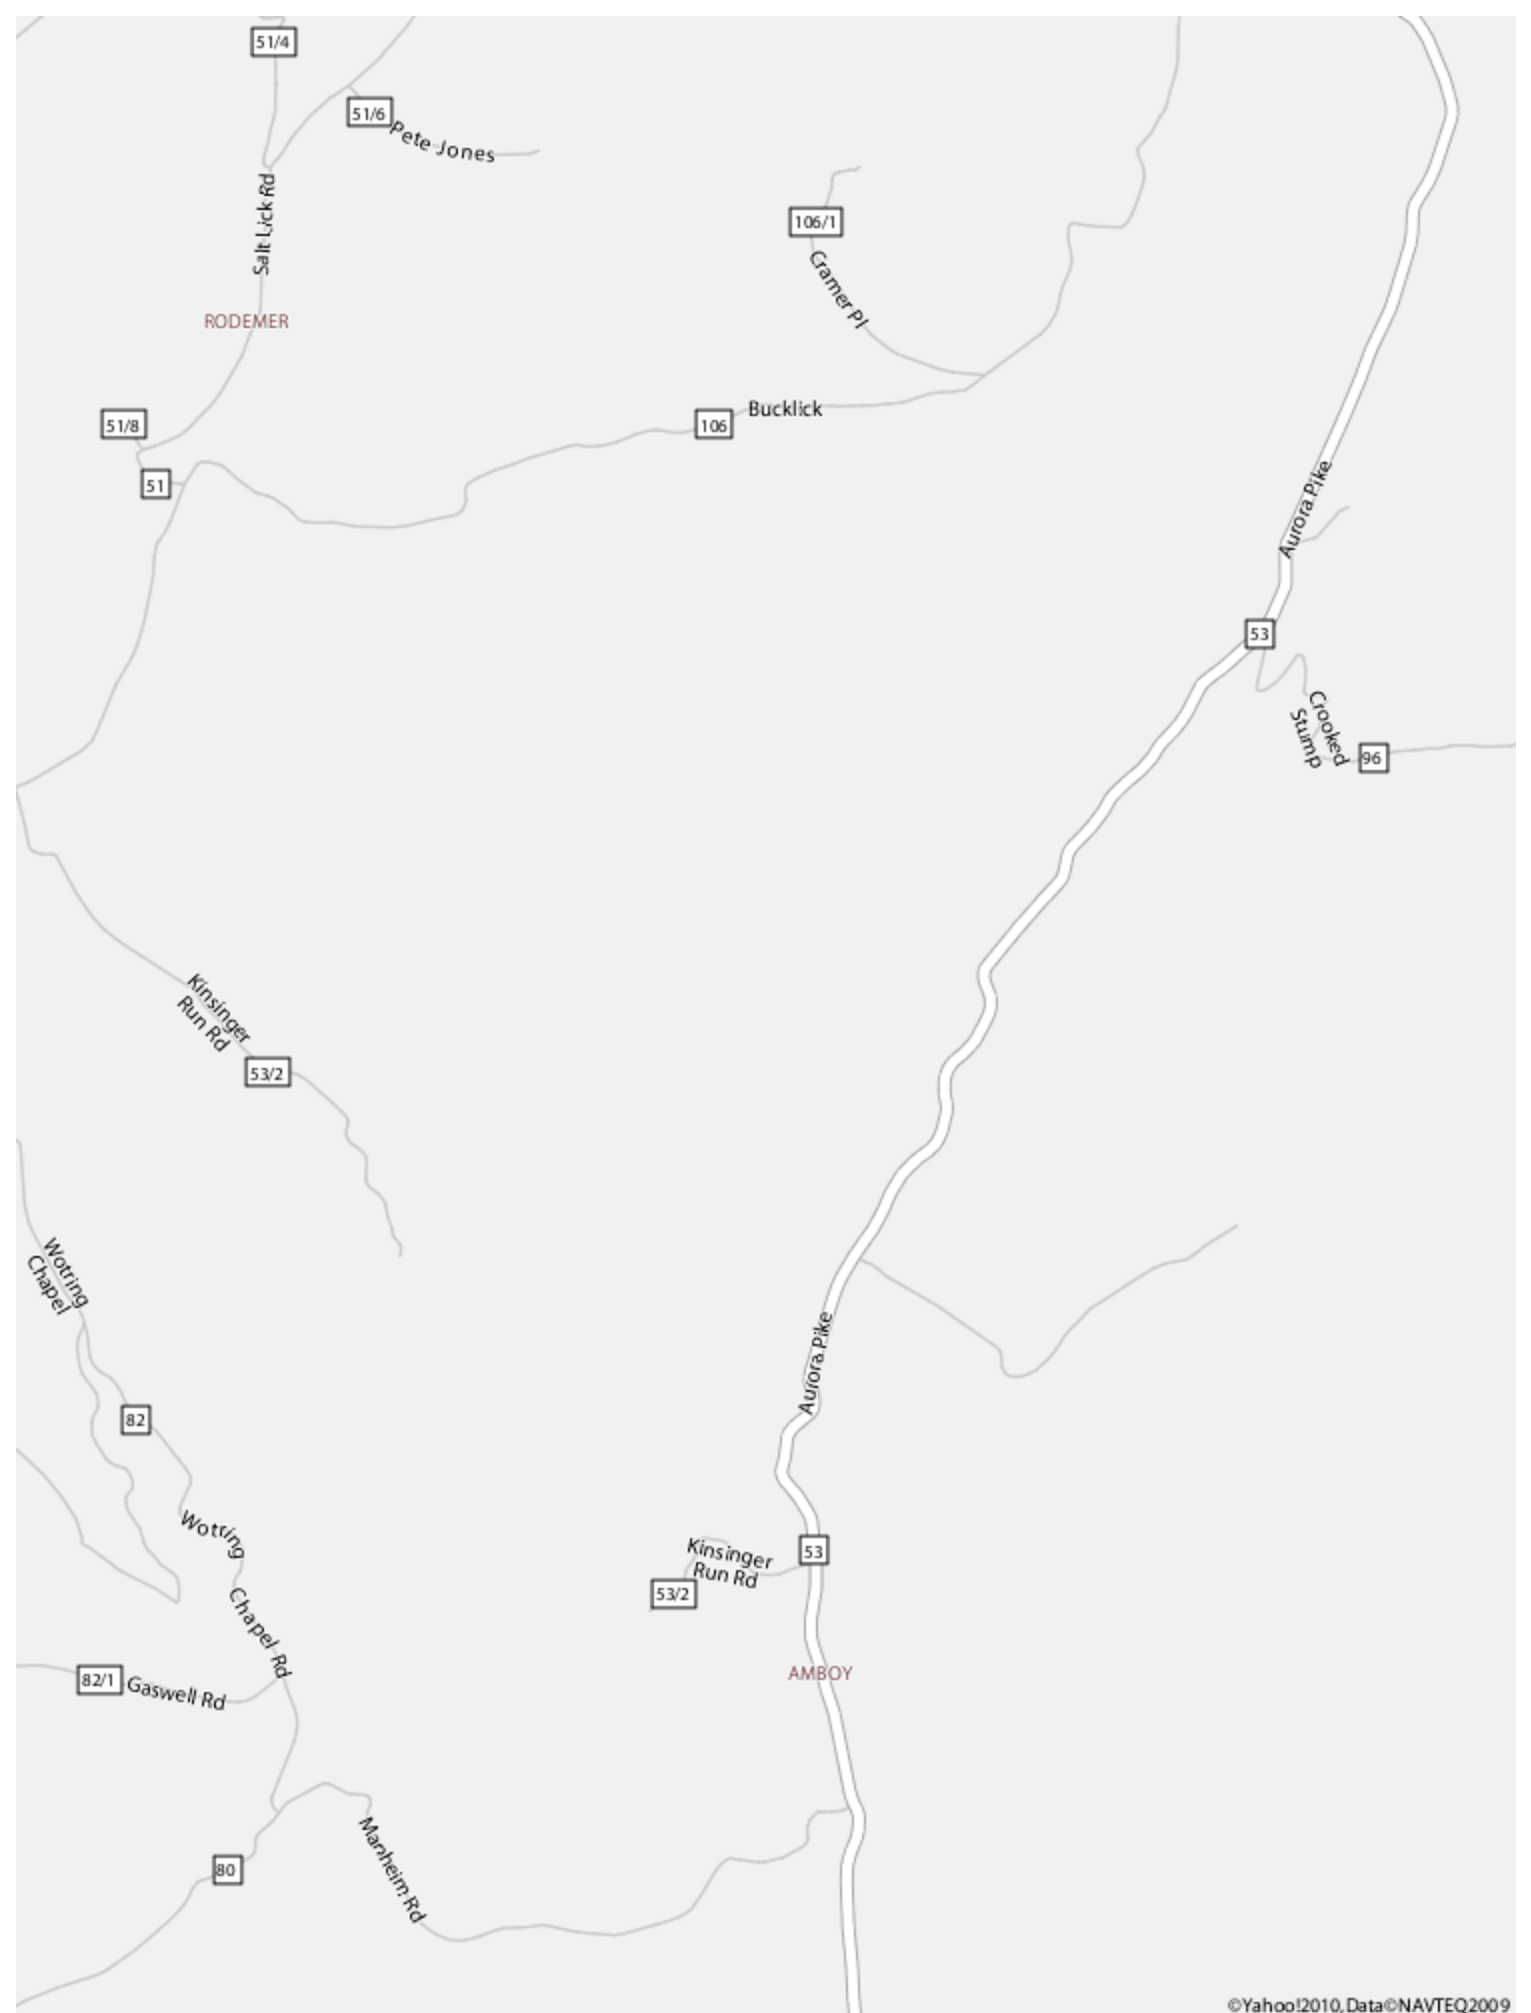 51/4
51/6
Pete Jones
Salt Lick Rd
106/1
Cramer Pl
RODEMER
51/8
106
Bucklick
51
Aurora Pike
53
Crooked
Stump
96
Kinsinger
Run Rd
53/2
Wotring
Chapel
Aurora Pike
82
Wotring
Chapel Rd
53
Kinsinger
Run Rd
53/2
82/1
Gaswell Rd
AMBOY
Manheim Rd
80
©Yahoo!2010, Data©NAVTEQ2009